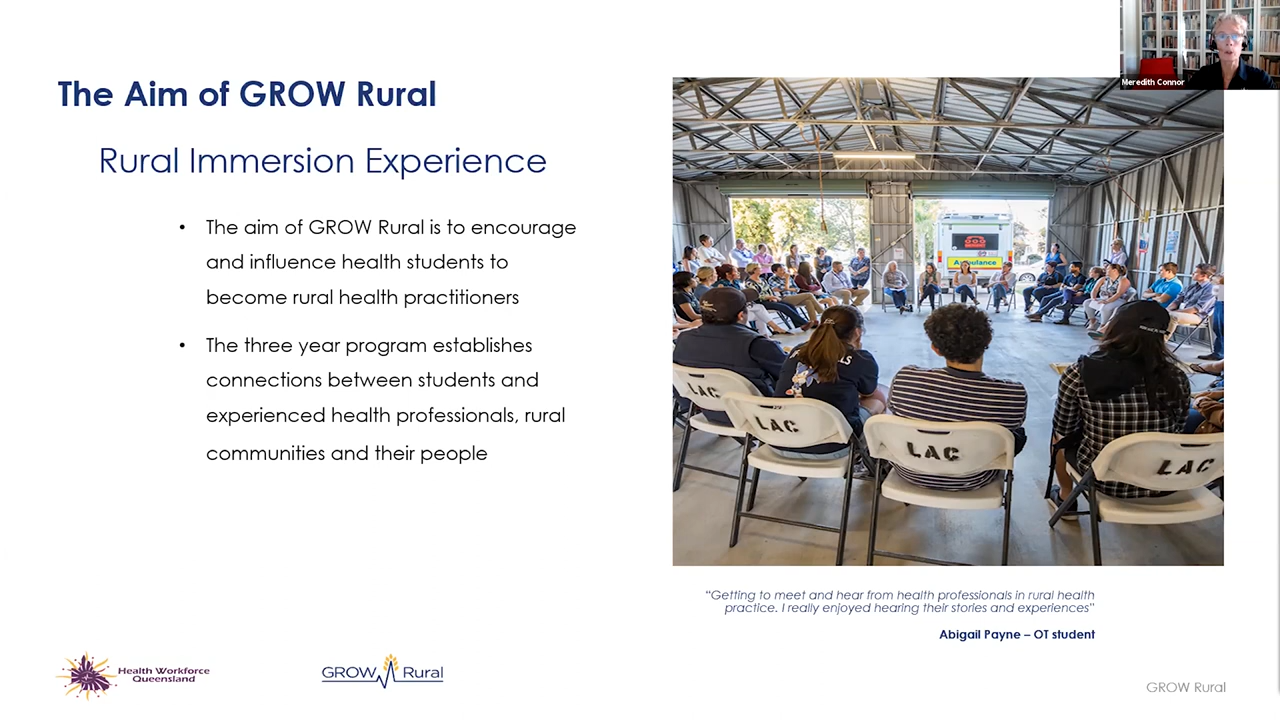 Meredith Connor
The Aim of GROW Rural
Rural Immersion Experience
• The aim of GROW Rural is to encourage
and influence health students to
become rural health practitioners
• The three year program establishes
connections between students and
experienced health professionals, rural
communities and their people
Ambulance
LAC
LAC
LAC
LAC
“Getting to meet and hear from health professionals in rural health
practice. I really enjoyed hearing their stories and experiences”
Abigail Payne – OT student
Health Workforce
Queensland
GROW Rural
GROW Rural